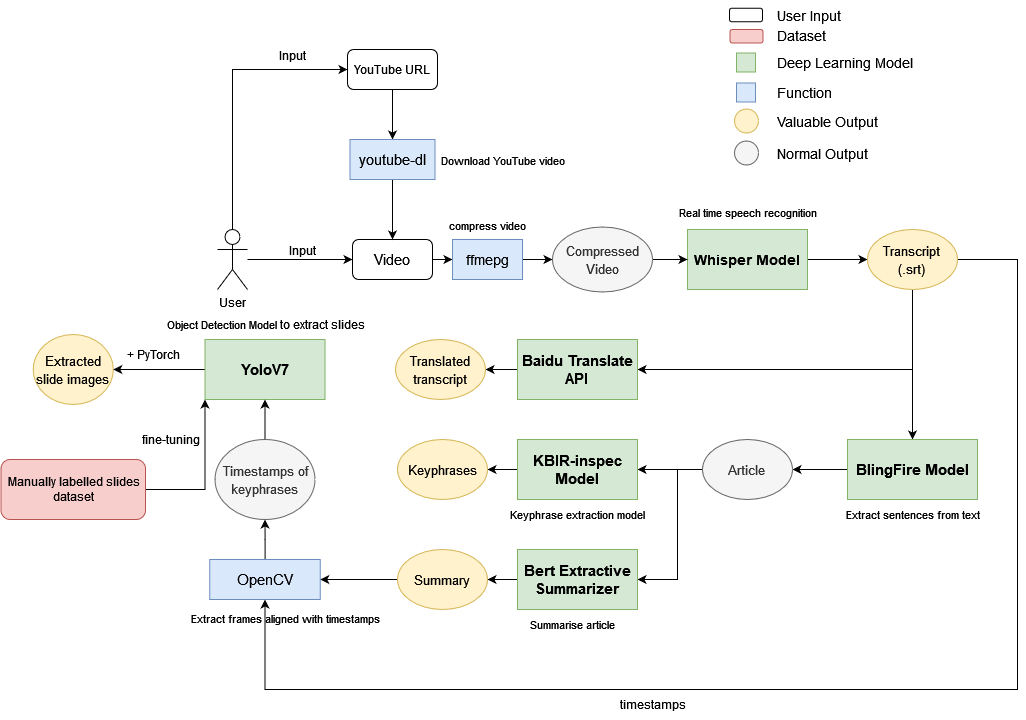 User Input
Dataset
Deep Learning Model
Function
Valuable Output
Normal Output
Input
YouTube URL
youtube-dl
Download YouTube video
Real time speech recognition
compress video
Input
Video
ffmepg
Compressed
Video
Whisper Model
Transcript
(.srt)
User
Object Detection Model to extract slides
+ PyTorch
Extracted
slide images
YoloV7
Translated
transcript
Baidu Translate
API
fine-tuning
Manually labelled slides
dataset
Timestamps of
keyphrases
Keyphrases
KBIR-inspec
Model
Keyphrase extraction model
Article
BlingFire Model
Extract sentences from text
OpenCV
Extract frames aligned with timestamps
Summary
Bert Extractive
Summarizer
Summarise article
timestamps